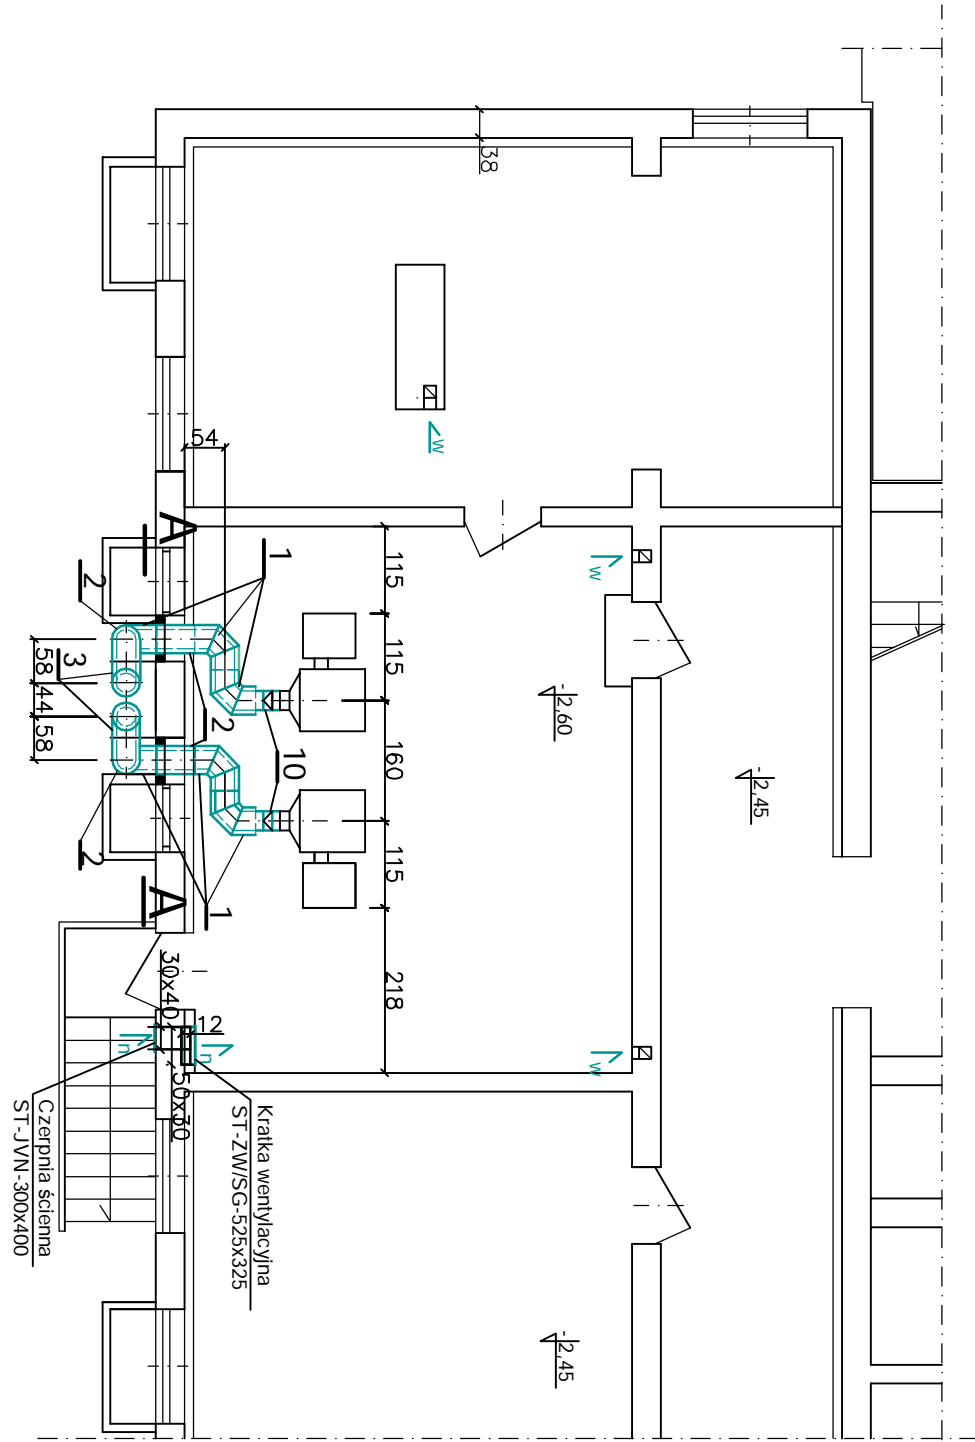 38
W
54
A
1
2
115
W
3
58
115
44
-2,60
2
58
10
160
-2,45
2
115
A
1
218
30x40
12
n
n
W
50x30
Kratka wentylacyjna
ST-ZW/SG-525x325
Czerpnia ścienna
ST-JVN-300x400
-2,45